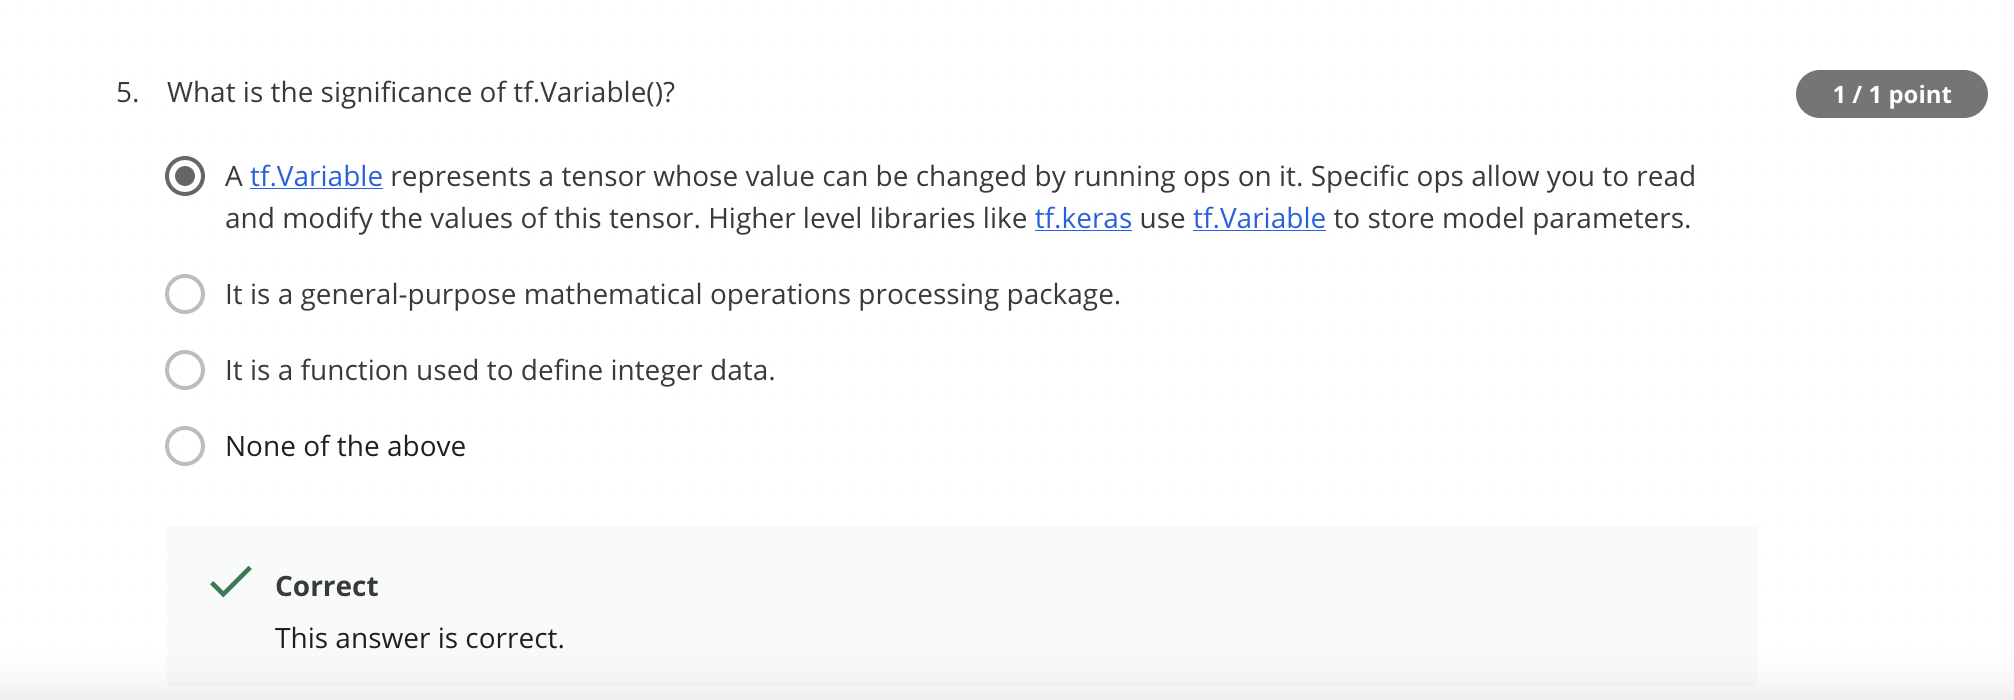 5. What is the significance of tf.Variable()?
1 / 1 point
A tf.Variable represents a tensor whose value can be changed by running ops on it. Specific ops allow you to read
and modify the values of this tensor. Higher level libraries like tf.keras use tf.Variable to store model parameters.
It is a general-purpose mathematical operations processing package.
It is a function used to define integer data.
None of the above
Correct
This answer is correct.